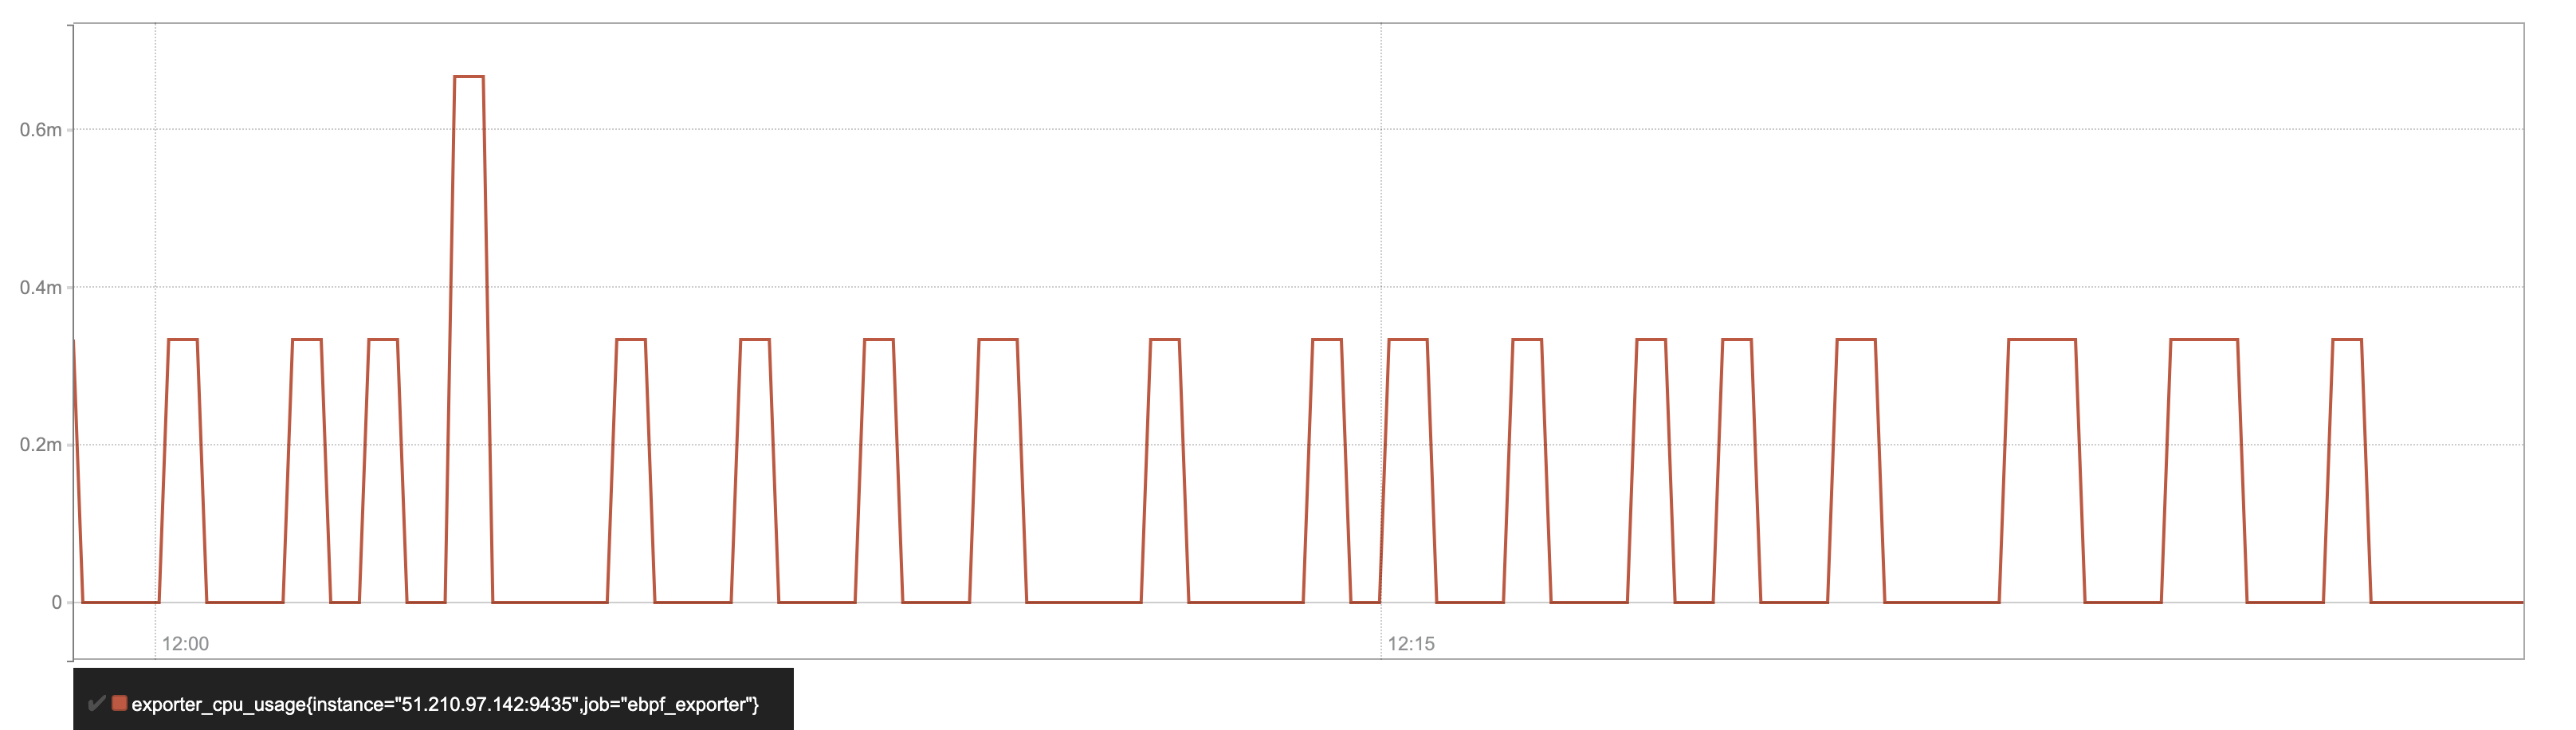 0.6m
0.4m
0.2m
0
12:00 12:15
exporter_cpu_usage{instance="51.210.97.142:9435",job="ebpf_exporter"}